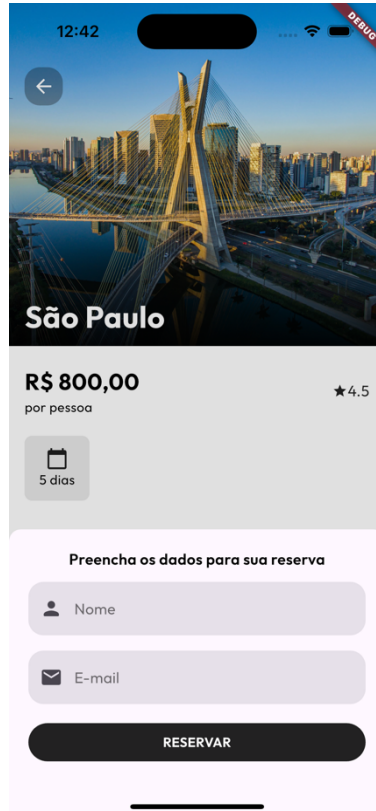 12:42
DEBUG
São Paulo
R$ 800,00
por pessoa
★4.5
5 dias
Preencha os dados para sua reserva
Nome
E-mail
RESERVAR